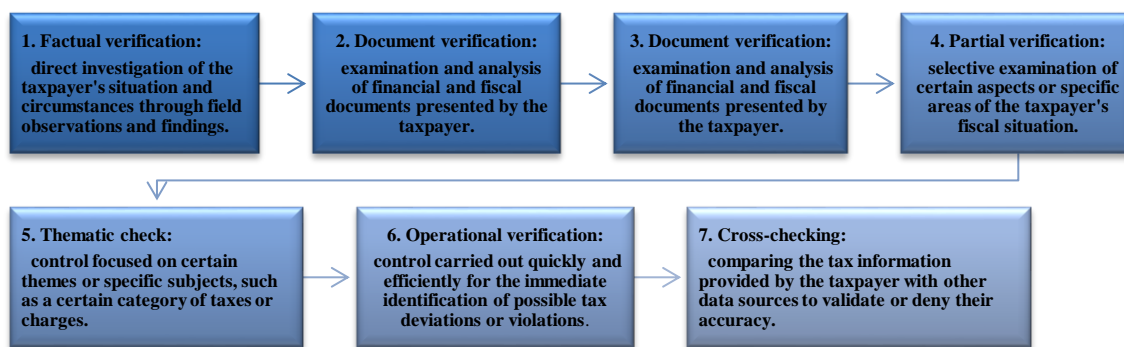 1. Factual verification:
direct investigation of the
taxpayer's situation and
circumstances through field
observations and findings.
2. Document verification:
examination and analysis
of financial and fiscal
documents presented by the
taxpayer.
3. Document verification:
examination and analysis
of financial and fiscal
documents presented by
the taxpayer.
4. Partial verification:
selective examination of
certain aspects or specific
areas of the taxpayer's
fiscal situation.
5. Thematic check:
control focused on certain
themes or specific subjects, such
as a certain category of taxes or
charges.
6. Operational verification:
control carried out quickly and
efficiently for the immediate
identification of possible tax
deviations or violations.
7. Cross-checking:
comparing the tax information
provided by the taxpayer with other
data sources to validate or deny their
accuracy.